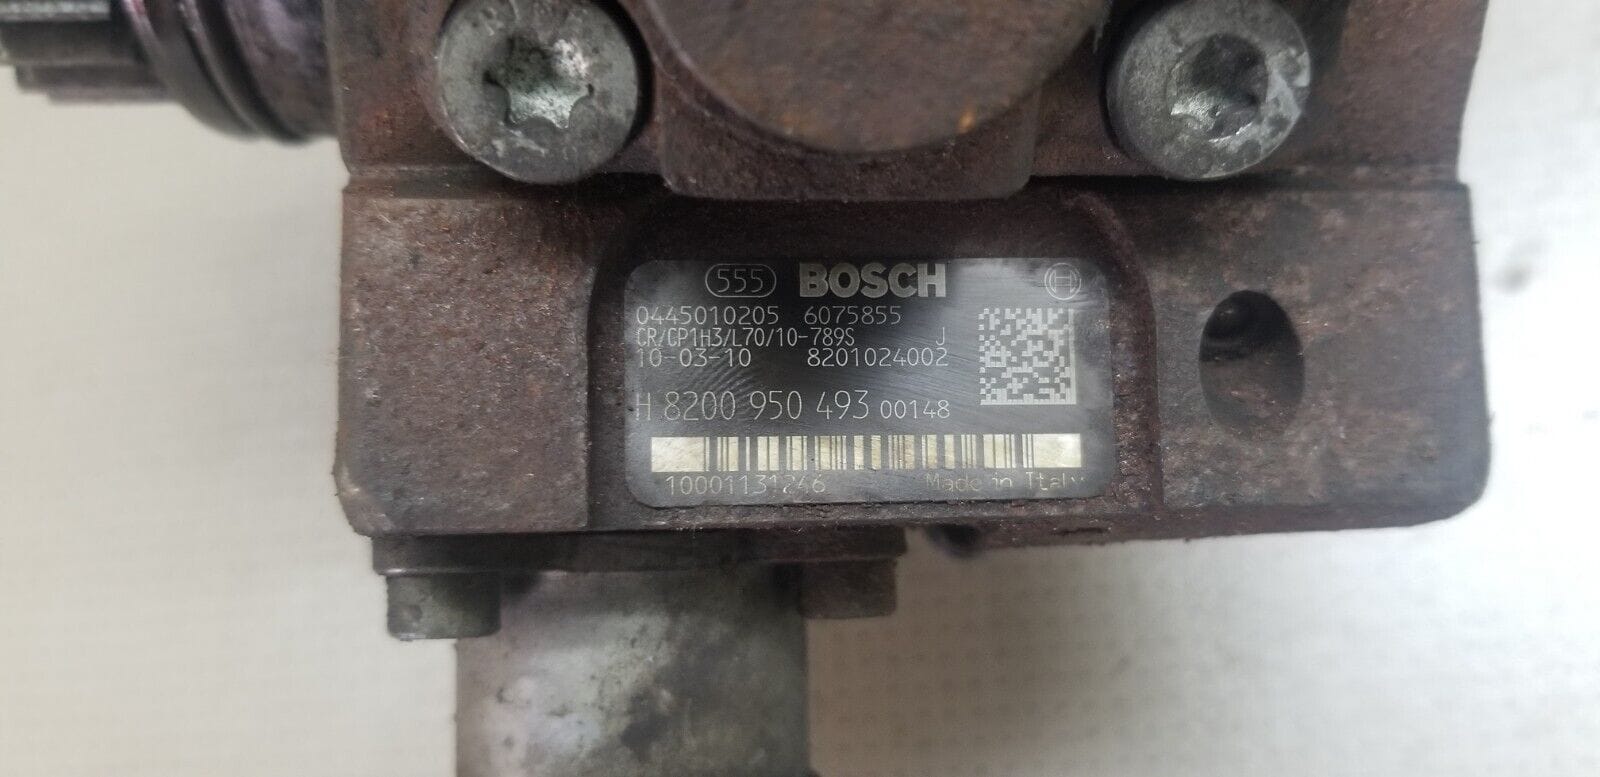 555 BOSCH H
0445010205 6075855
CR/CP1H3/L70/10-789S J
10-03-10 8201024002
H 8200 950 493 00148
10001131246 Made in Italy